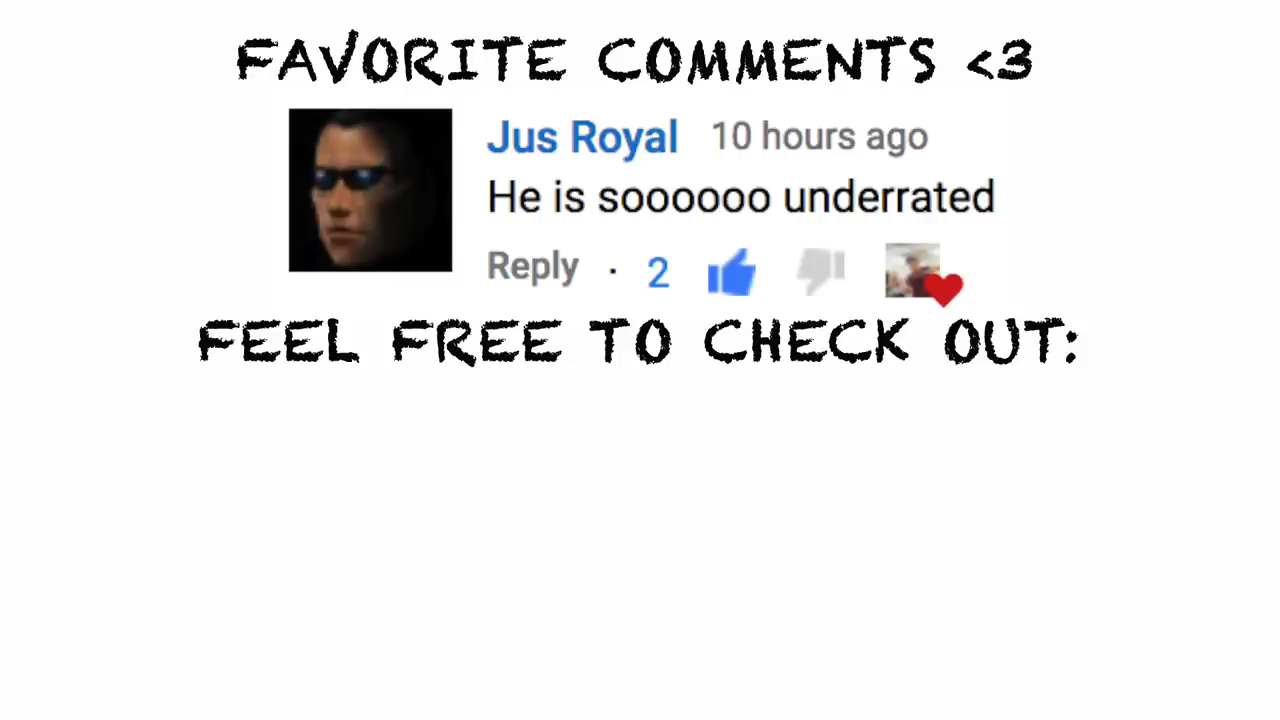 FAVORITE COMMENTS <3
Jus Royal 10 hours ago
He is soooooo underrated
Reply · 2
FEEL FREE TO CHECK OUT: